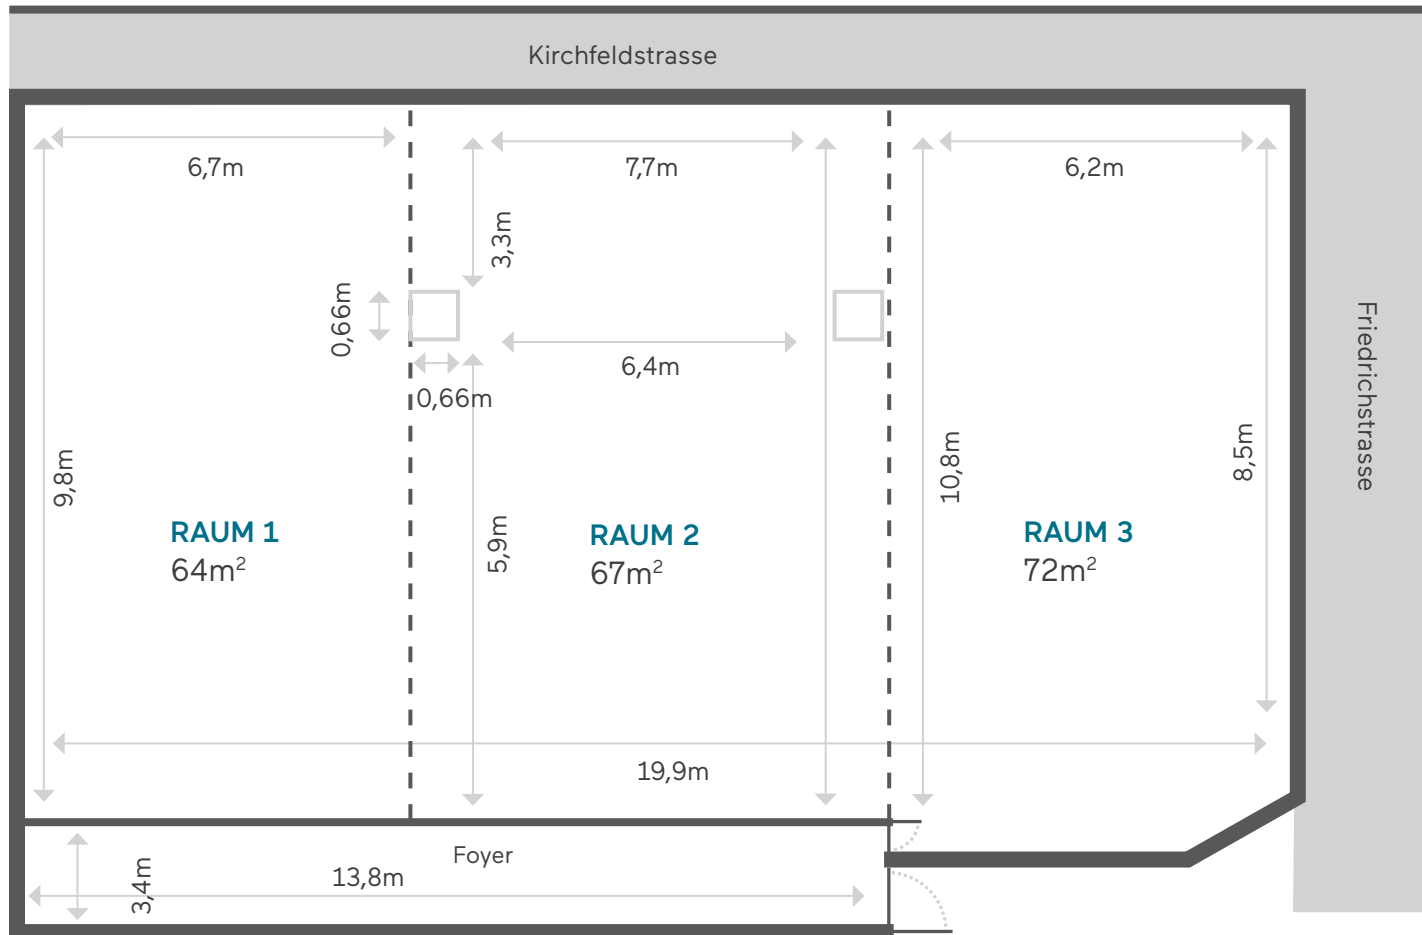 Kirchfeldstrasse
6,7m
7,7m
6,2m
3,3m
0,66m
6,4m
0,66m
Friedrichstrasse
9,8m
10,8m
8,5m
5,9m
RAUM 1
64m²
RAUM 2
67m²
RAUM 3
72m²
19,9m
Foyer
13,8m
3,4m